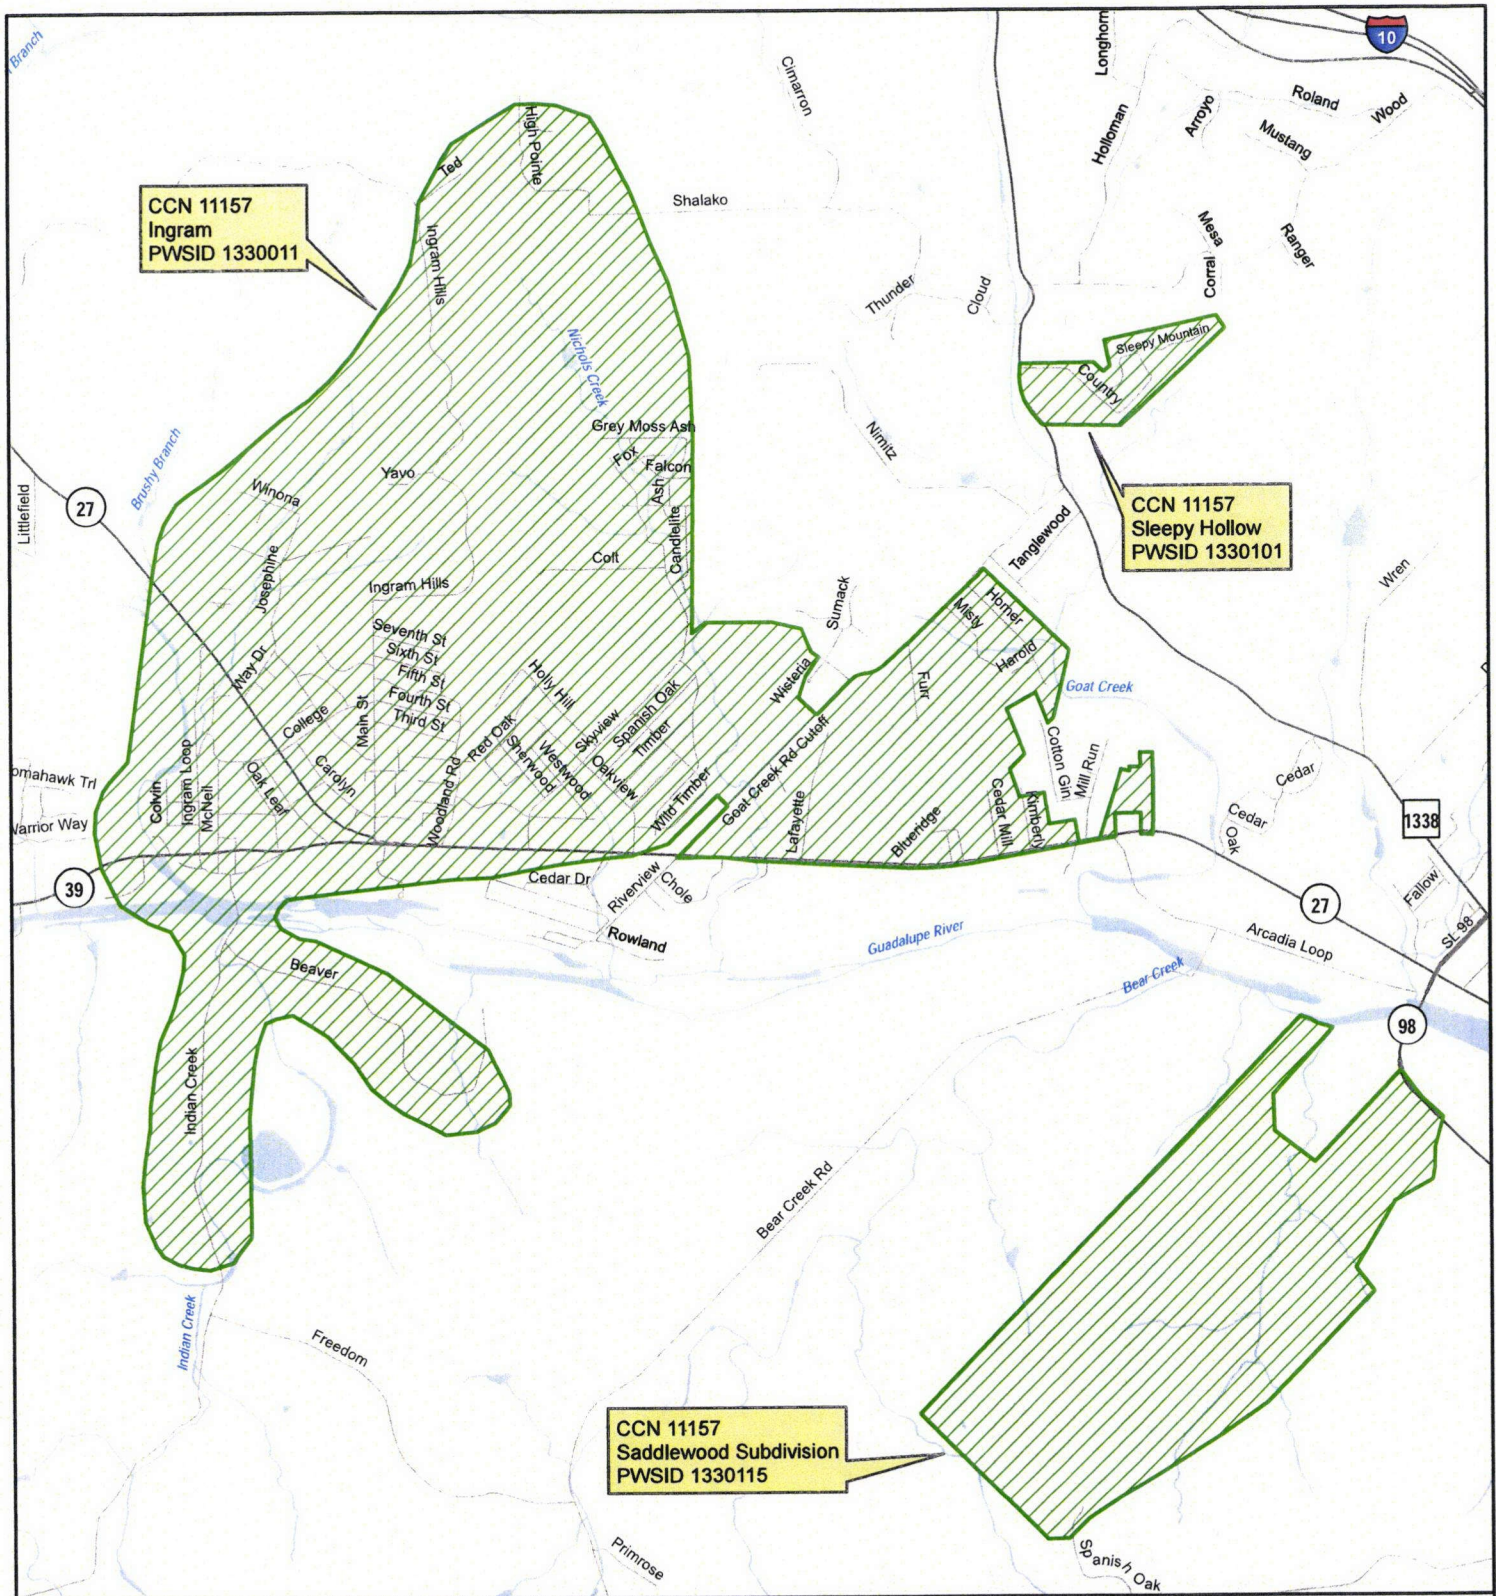 Branch
10
Longhorn
Cimarron
Roland
Wood
Arroyo
Holloman
Mustang
High Pointe
Ted
CCN 11157
Ingram
PWSID 1330011
Shalako
Ingram Hills
Mesa
Ranger
Corral
Thunder
Cloud
Nichols Creek
Sleepy Mountain
Country
Grey Moss Ash
Fox
Falcon
Ash
Nimitz
Brushy Branch
Yavo
Winona
27
Littlefield
CCN 11157
Sleepy Hollow
PWSID 1330101
Tanglewood
Candlelite
Colt
Josephine
Ingram Hills
Wren
Sumack
Homer
Misty
Harold
Seventh St
Sixth St
Fifth St
Fourth St
Third St
Way Dr
Main St
College
Holly Hill
Wisteria
Furr
Goat Creek
Skyview
Spanish Oak
Timber
Red Oak
Sherwood
Westwood
Oakview
Goat Creek Rd Cutoff
Carolyn
Woodland Rd
Wild Timber
Cotton Gin
Mill Run
Colvin
Ingram Loop
McNeil
Oak Leaf
Lafayette
Blueridge
Cedar Mill
Kimberly
Cedar
Cedar
Oak
1338
omahawk Trl
Warrior Way
39
Cedar Dr
Riverview
Chole
Rowland
Fallow
27
SL 98
Guadalupe River
Arcadia Loop
Bear Creek
Beaver
98
Indian Creek
Bear Creek Rd
Indian Creek
Freedom
CCN 11157
Saddlewood Subdivision
PWSID 1330115
Primrose
Spanish Oak